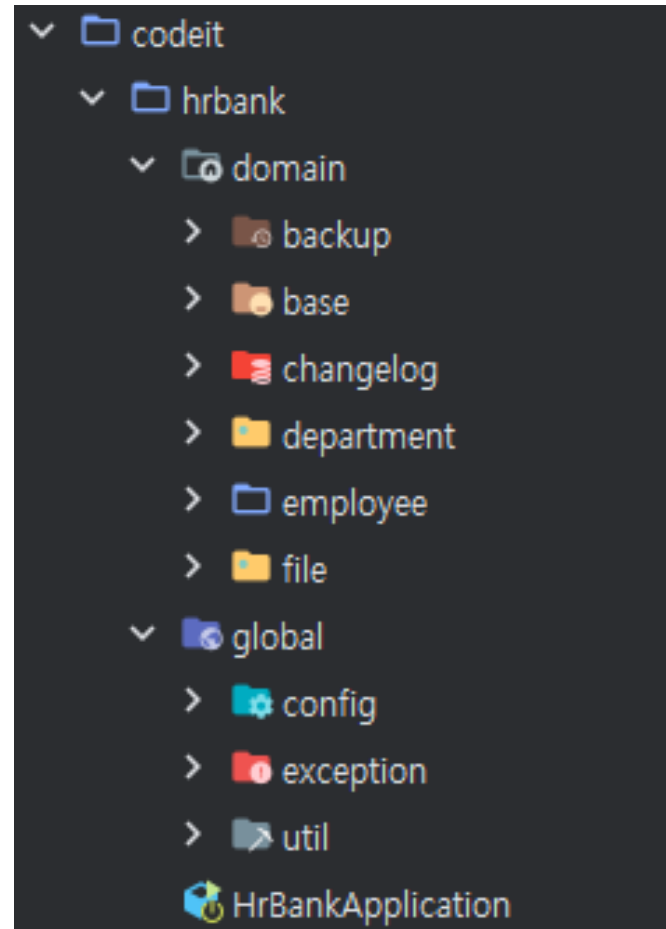 codeit
hrbank
domain
backup
base
changelog
department
employee
file
global
config
exception
util
HrBankApplication